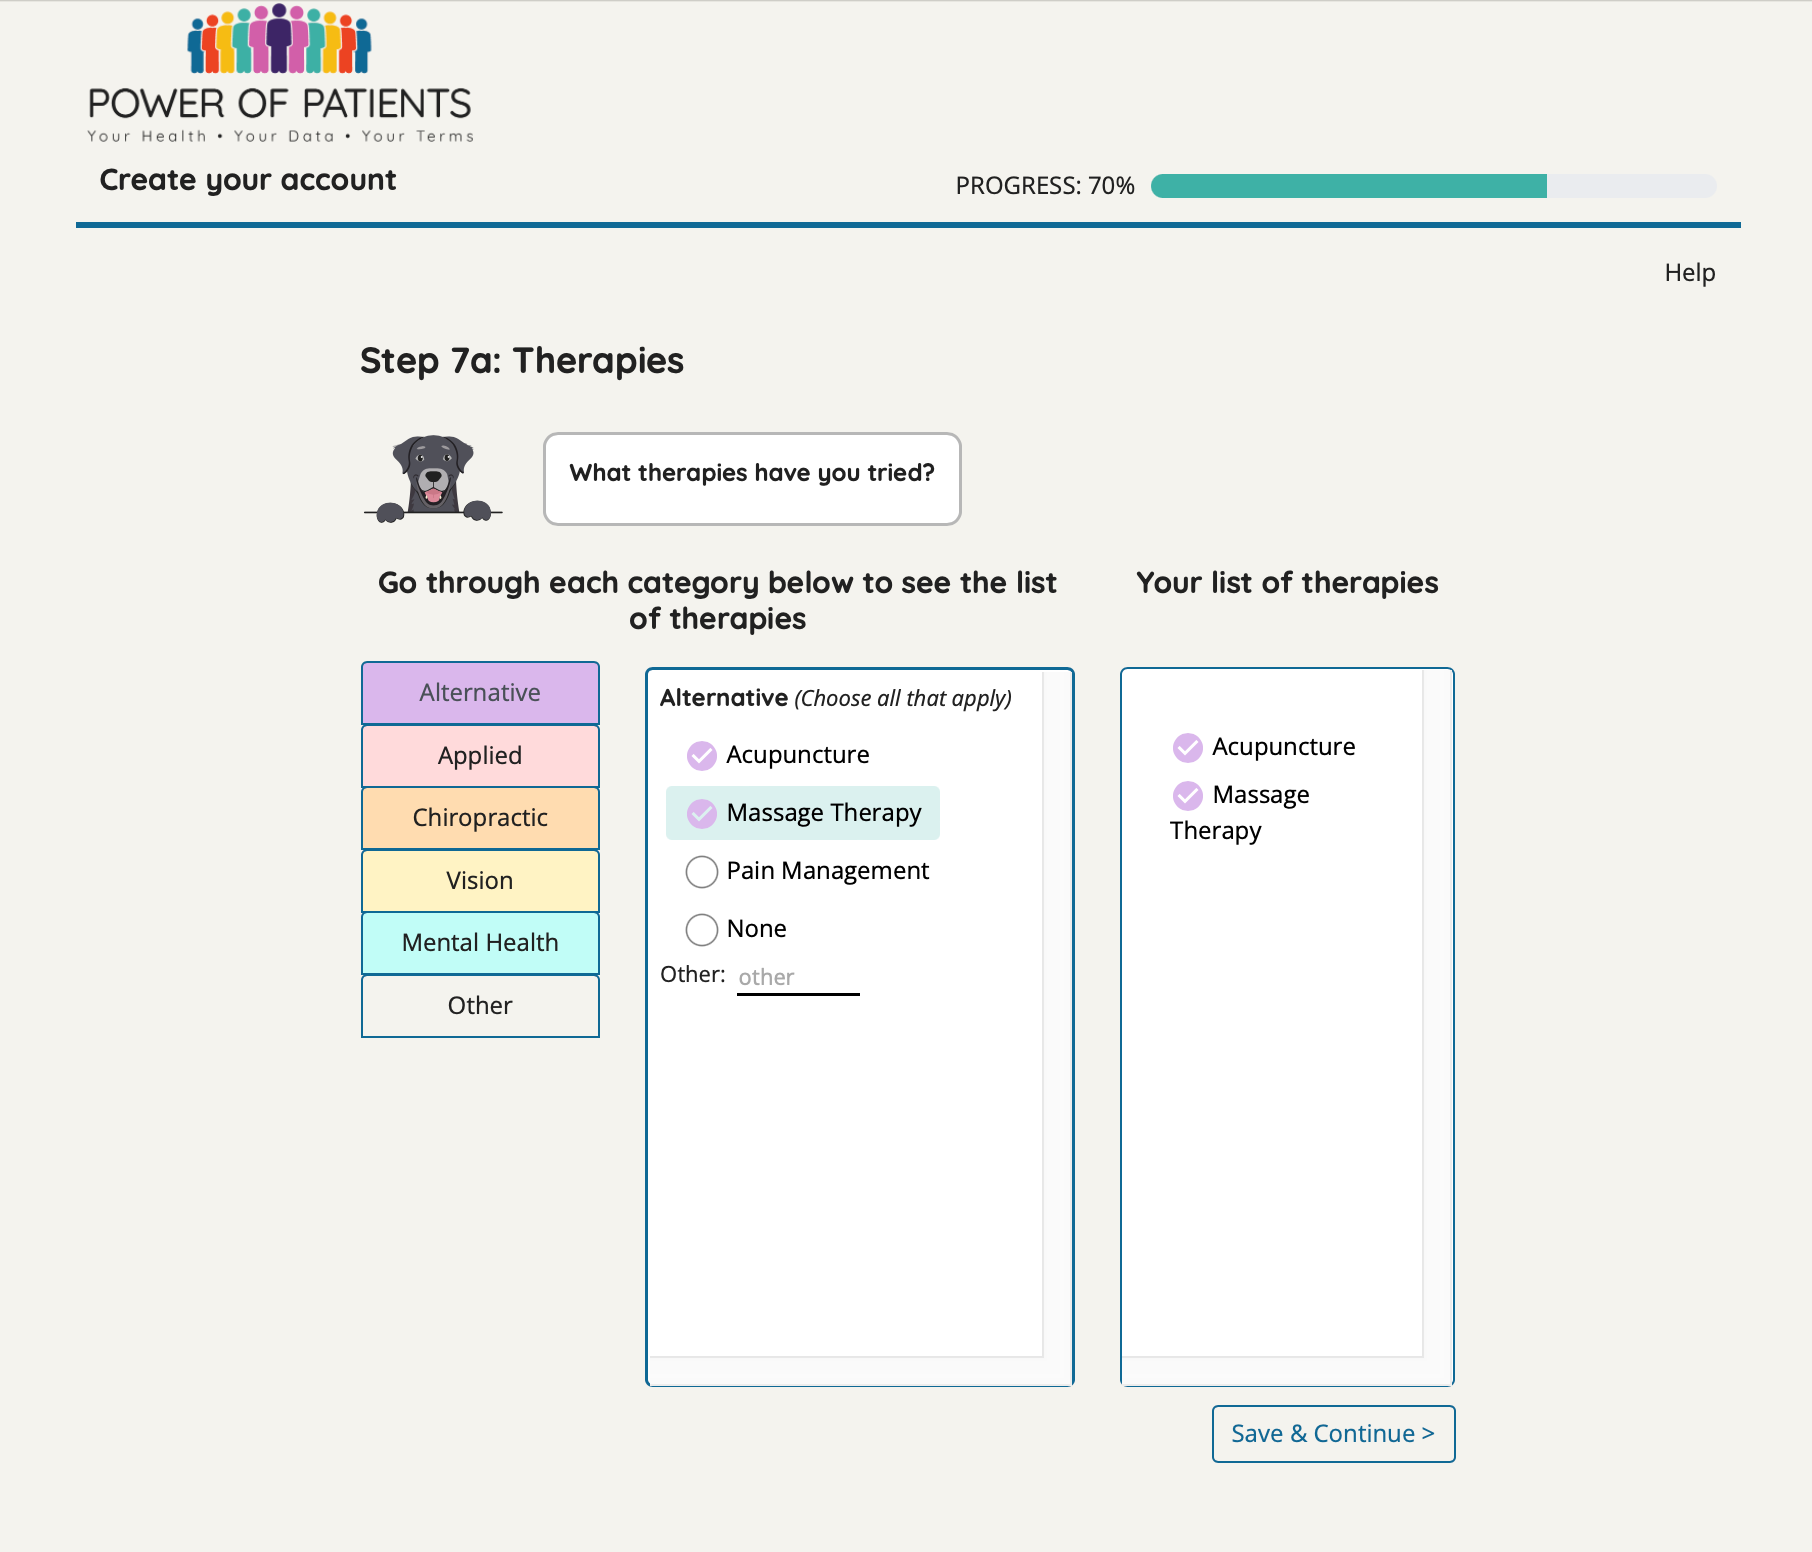 POWER OF PATIENTS
Your Health • Your Data • Your Terms
Create your account
PROGRESS: 70%
Help
Step 7a: Therapies
What therapies have you tried?
Go through each category below to see the list
of therapies
Your list of therapies
Alternative
Applied
Chiropractic
Vision
Mental Health
Other
Alternative (Choose all that apply)
Acupuncture
Massage Therapy
Pain Management
None
Other: other
Acupuncture
Massage
Therapy
Save & Continue >